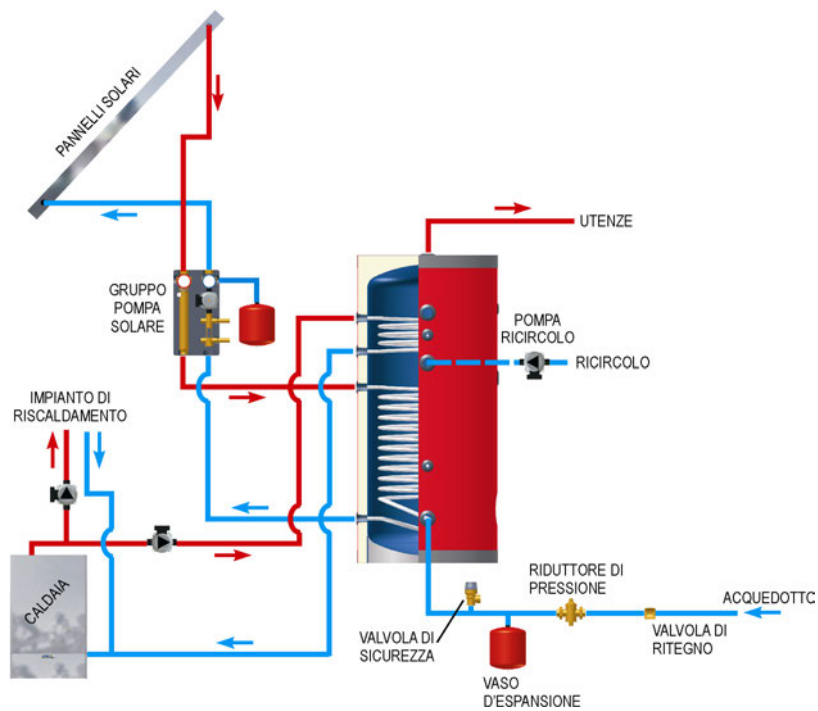 PANNELLI SOLARI
UTENZE
GRUPPO
POMPA
SOLARE
POMPA
RICIRCOLO
RICIRCOLO
IMPIANTO DI
RISCALDAMENTO
CALDAIA
RIDUTTORE DI
PRESSIONE
ACQUEDOTTO
VALVOLA DI
SICUREZZA
VALVOLA DI
RITEGNO
VASO
D'ESPANSIONE